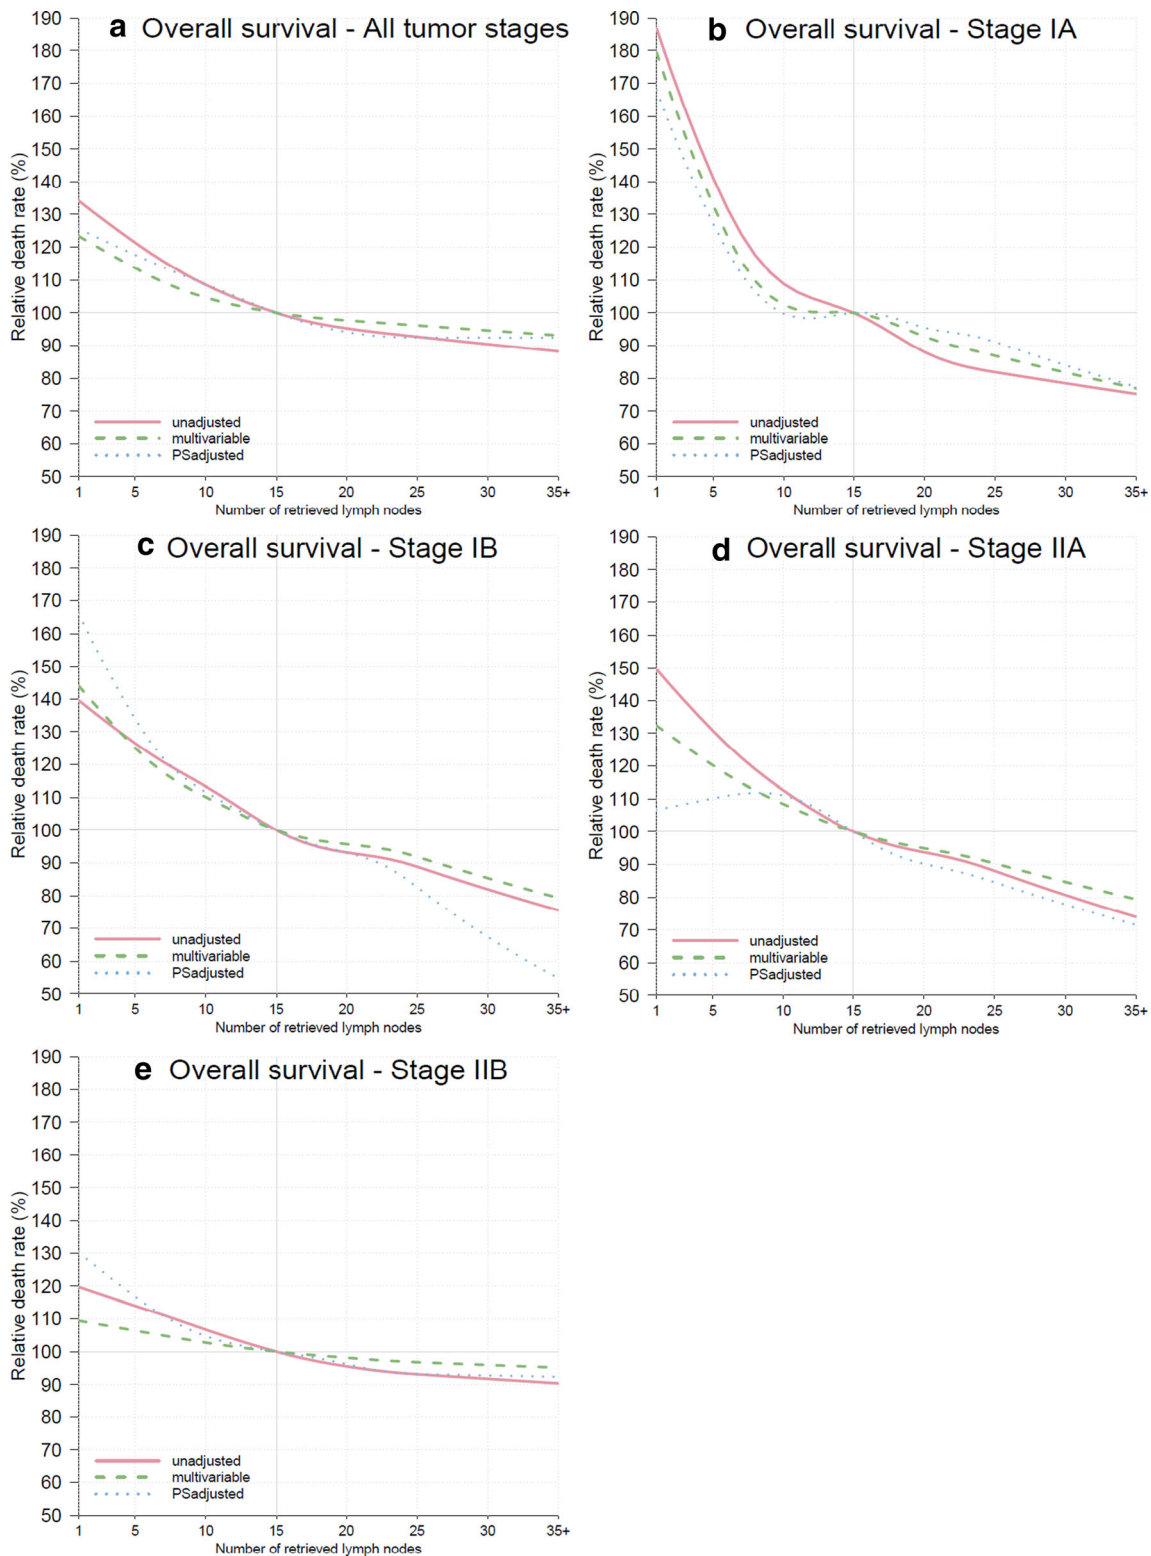 a Overall survival - All tumor stages
190
180
170
160
150
140
130
120
110
100
90
80
70
60
50
Relative death rate (%)
unadjusted
multivariable
PSadjusted
1 5 10 15 20 25 30 35+
Number of retrieved lymph nodes
b Overall survival - Stage IA
190
180
170
160
150
140
130
120
110
100
90
80
70
60
50
Relative death rate (%)
unadjusted
multivariable
PSadjusted
1 5 10 15 20 25 30 35+
Number of retrieved lymph nodes
c Overall survival - Stage IB
190
180
170
160
150
140
130
120
110
100
90
80
70
60
50
Relative death rate (%)
unadjusted
multivariable
PSadjusted
1 5 10 15 20 25 30 35+
Number of retrieved lymph nodes
d Overall survival - Stage IIA
190
180
170
160
150
140
130
120
110
100
90
80
70
60
50
Relative death rate (%)
unadjusted
multivariable
PSadjusted
1 5 10 15 20 25 30 35+
Number of retrieved lymph nodes
e Overall survival - Stage IIB
190
180
170
160
150
140
130
120
110
100
90
80
70
60
50
Relative death rate (%)
unadjusted
multivariable
PSadjusted
1 5 10 15 20 25 30 35+
Number of retrieved lymph nodes